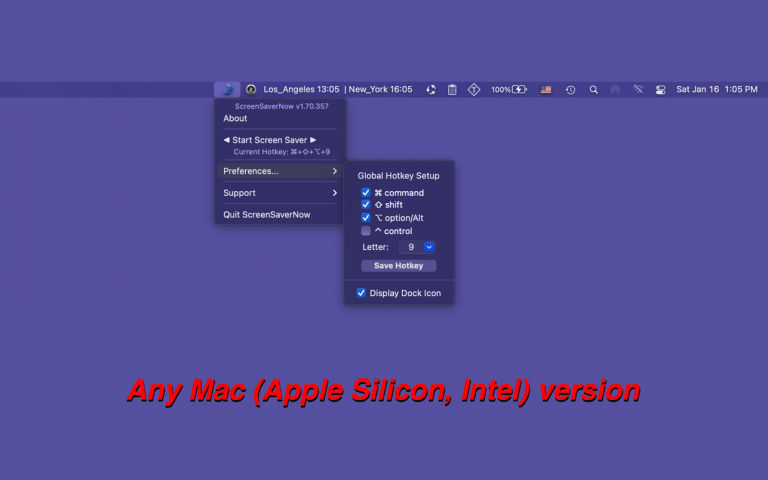 Los_Angeles 13:05 | New_York 16:05 100% Sat Jan 16 1:05 PM
ScreenSaverNow v1.70.357
About
◀ Start Screen Saver ▶
Current Hotkey: ⌘+⇧+⌥+9
Preferences...
Support
Quit ScreenSaverNow
Global Hotkey Setup
⌘ command
⇧ shift
⌥ option/Alt
^ control
Letter: 9
Save Hotkey
Display Dock Icon
Any Mac (Apple Silicon, Intel) version